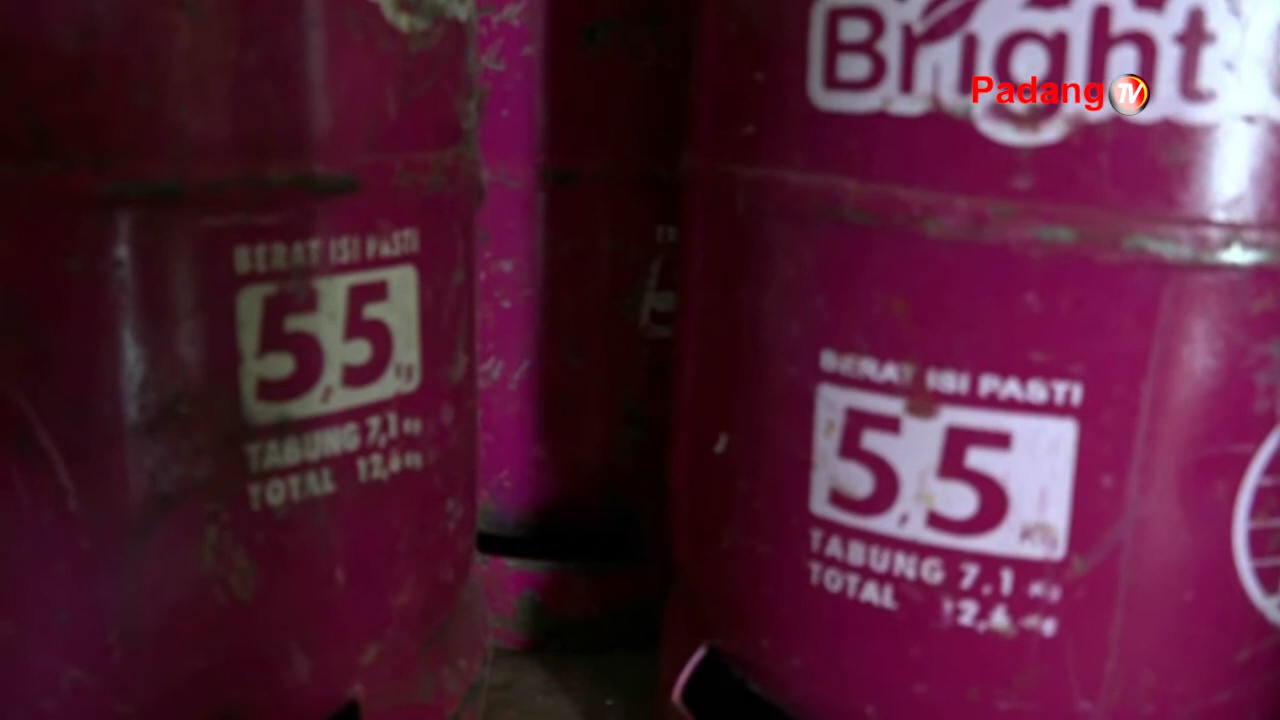 Bright
Padang TV
BERAT ISI PASTI
5,5 kg
TABUNG 7,1 kg
TOTAL 12,6 kg
BERAT ISI PASTI
5,5 KG
TABUNG 7,1 KG
TOTAL 12,6 kg